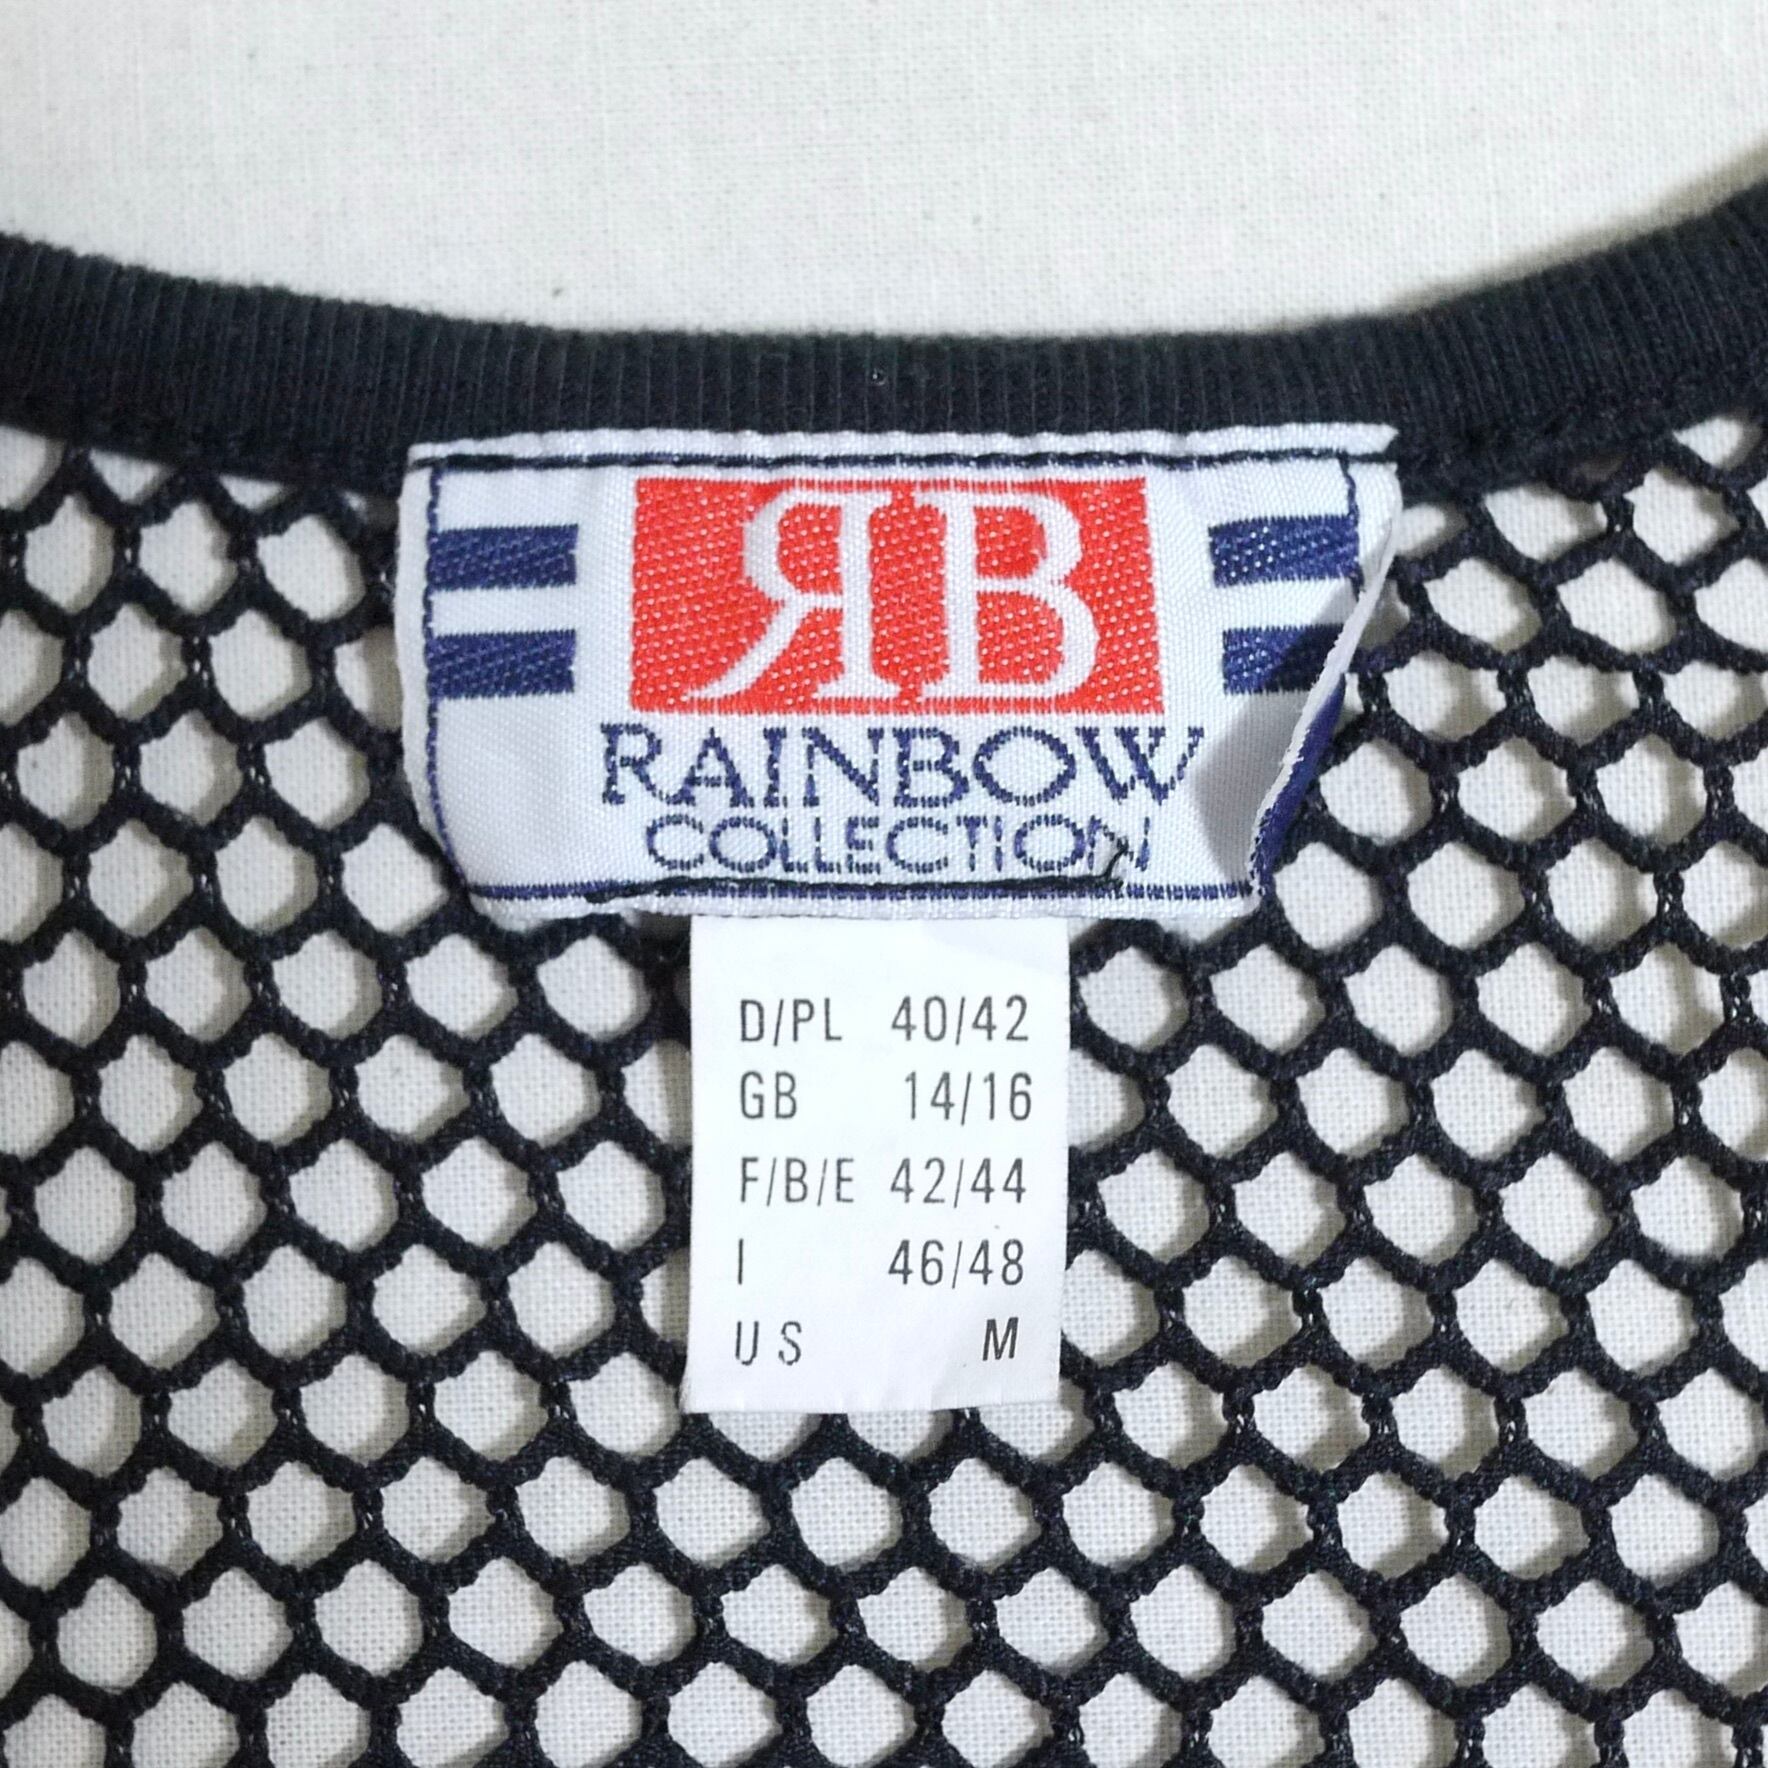 RB
RAINBOW
COLLECTION
D/PL 40/42
GB 14/16
F/B/E 42/44
I 46/48
US M